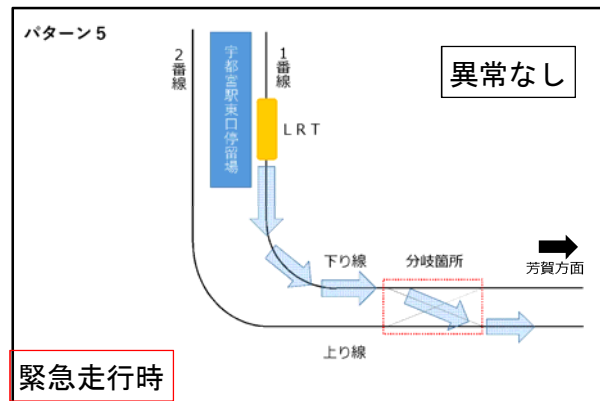 パターン5
2番線
宇都宮駅東口停留場
1番線
異常なし
LRT
下り線
分岐箇所
芳賀方面
上り線
緊急走行時